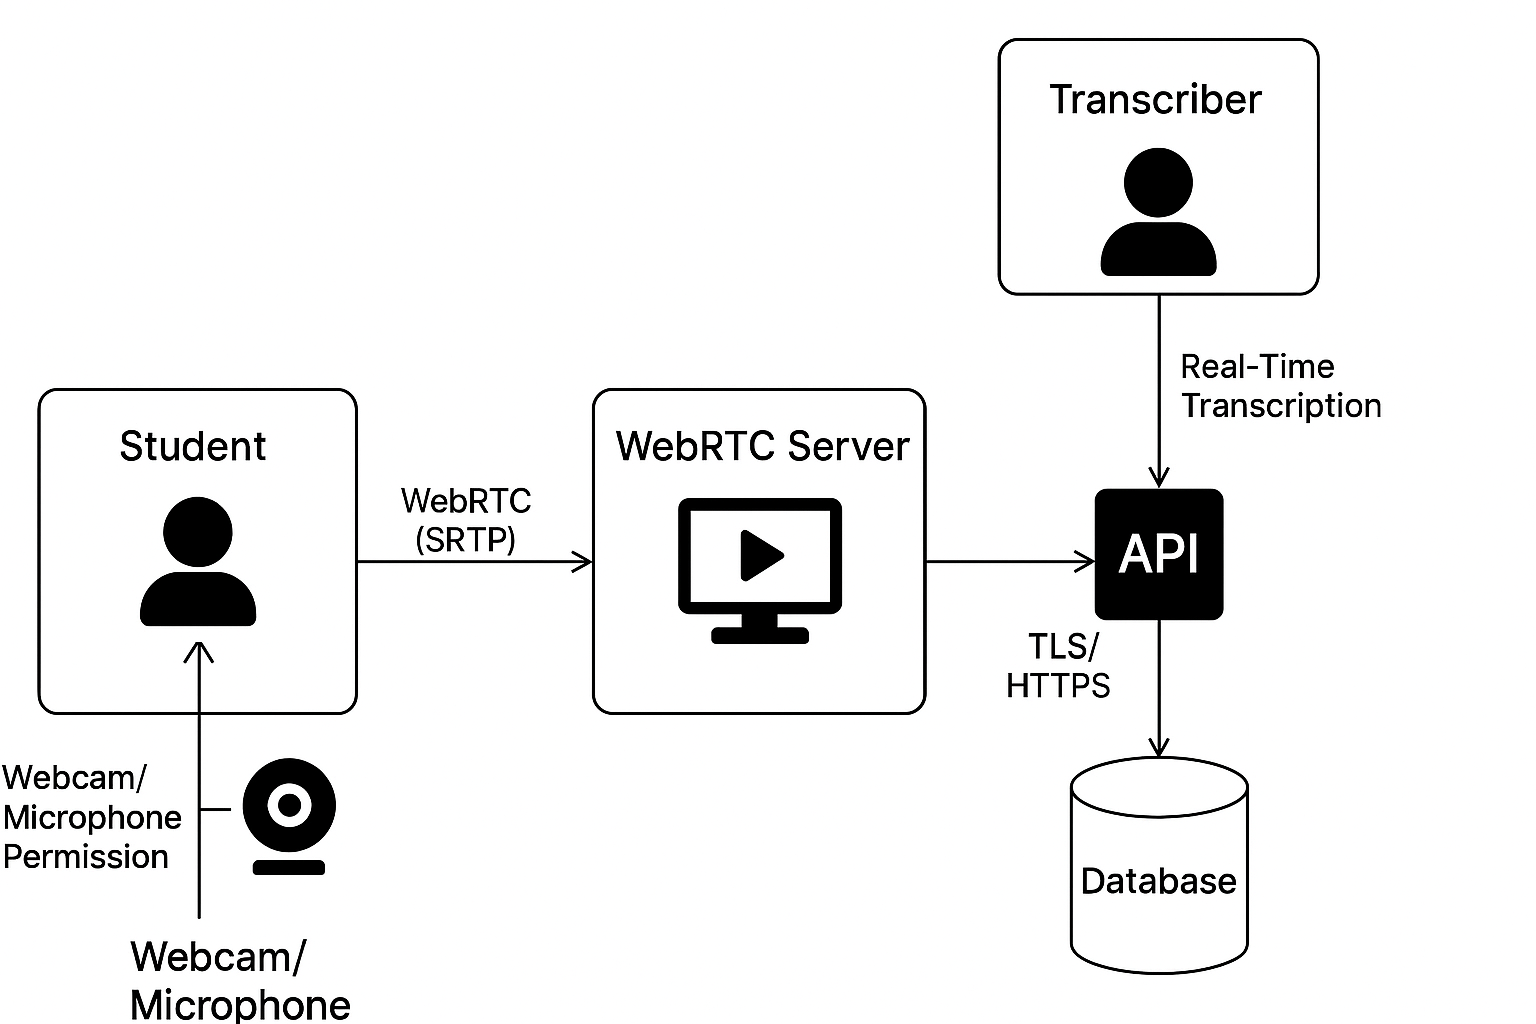 Transcriber
Real-Time
Transcription
Student
WebRTC
(SRTP)
WebRTC Server
API
TLS/
HTTPS
Webcam/
Microphone
Permission
Database
Webcam/
Microphone